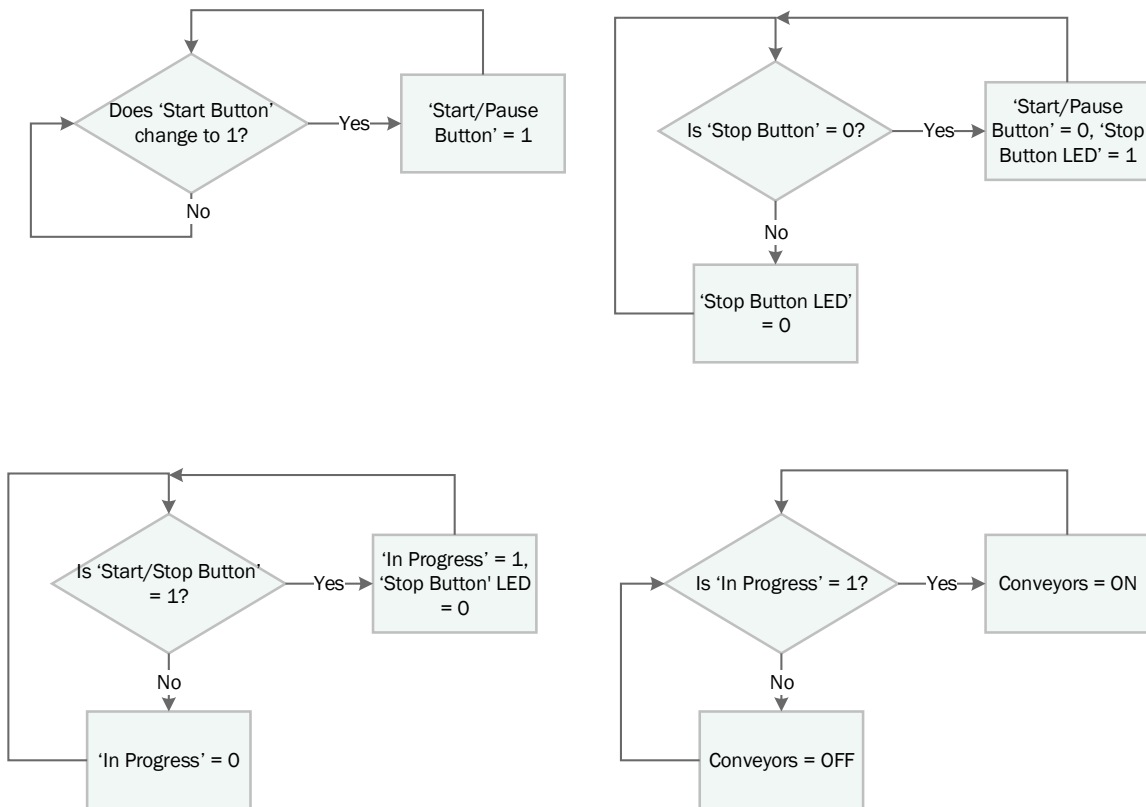 Does ‘Start Button’
change to 1?
Yes
‘Start/Pause
Button’ = 1
No
Is ‘Stop Button’ = 0?
Yes
‘Start/Pause
Button’ = 0, ‘Stop
Button LED’ = 1
No
‘Stop Button LED’
= 0
Is ‘Start/Stop Button’
= 1?
Yes
‘In Progress’ = 1,
‘Stop Button' LED
= 0
No
‘In Progress’ = 0
Is ‘In Progress’ = 1?
Yes
Conveyors = ON
No
Conveyors = OFF